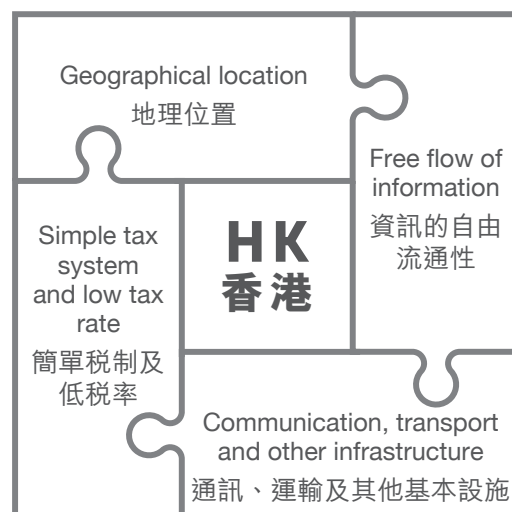 Geographical location
地理位置
Free flow of
information
資訊的自由
流通性
Simple tax
system
and low tax
rate
簡單税制及
低税率
HK
香港
Communication, transport
and other infrastructure
通訊、運輸及其他基本設施